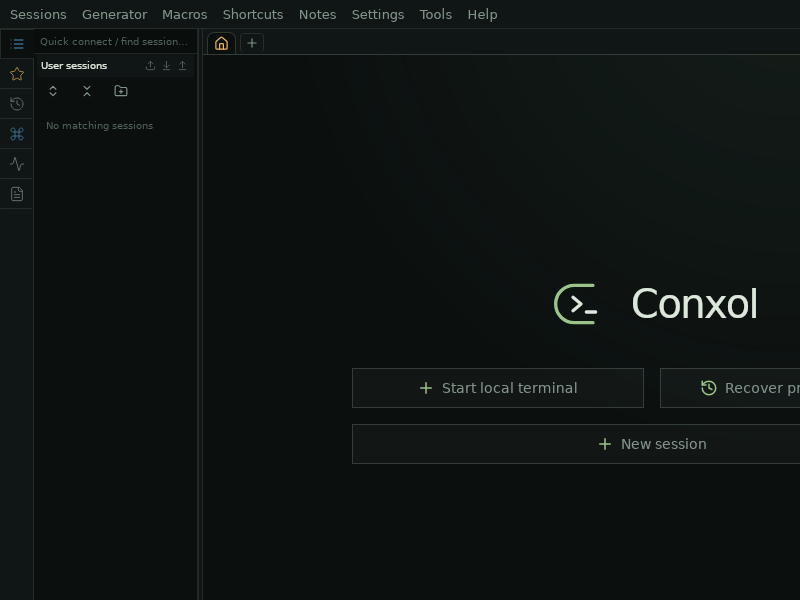 Sessions Generator Macros Shortcuts Notes Settings Tools Help
Quick connect / find session...
User sessions
No matching sessions
Conxol
Start local terminal
Recover
New session